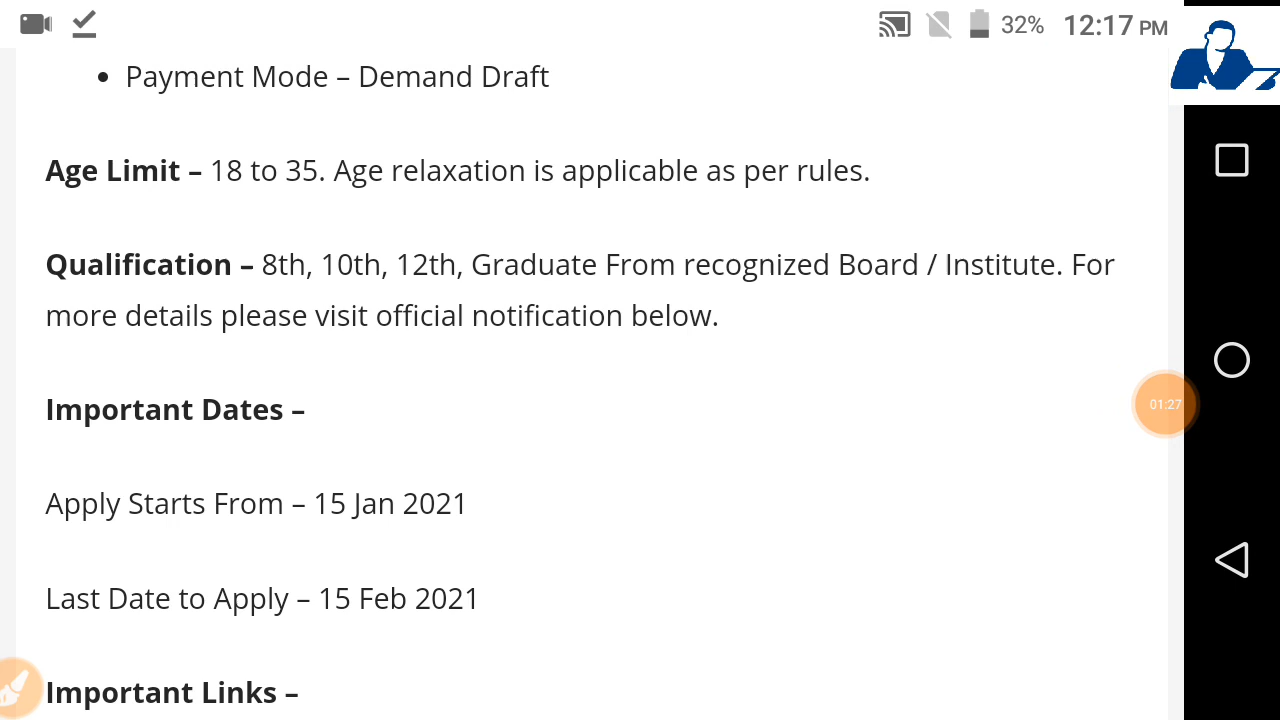 32% 12:17 PM
• Payment Mode – Demand Draft
Age Limit – 18 to 35. Age relaxation is applicable as per rules.
Qualification – 8th, 10th, 12th, Graduate From recognized Board / Institute. For
more details please visit official notification below.
Important Dates –
01:27
Apply Starts From – 15 Jan 2021
Last Date to Apply – 15 Feb 2021
Important Links –